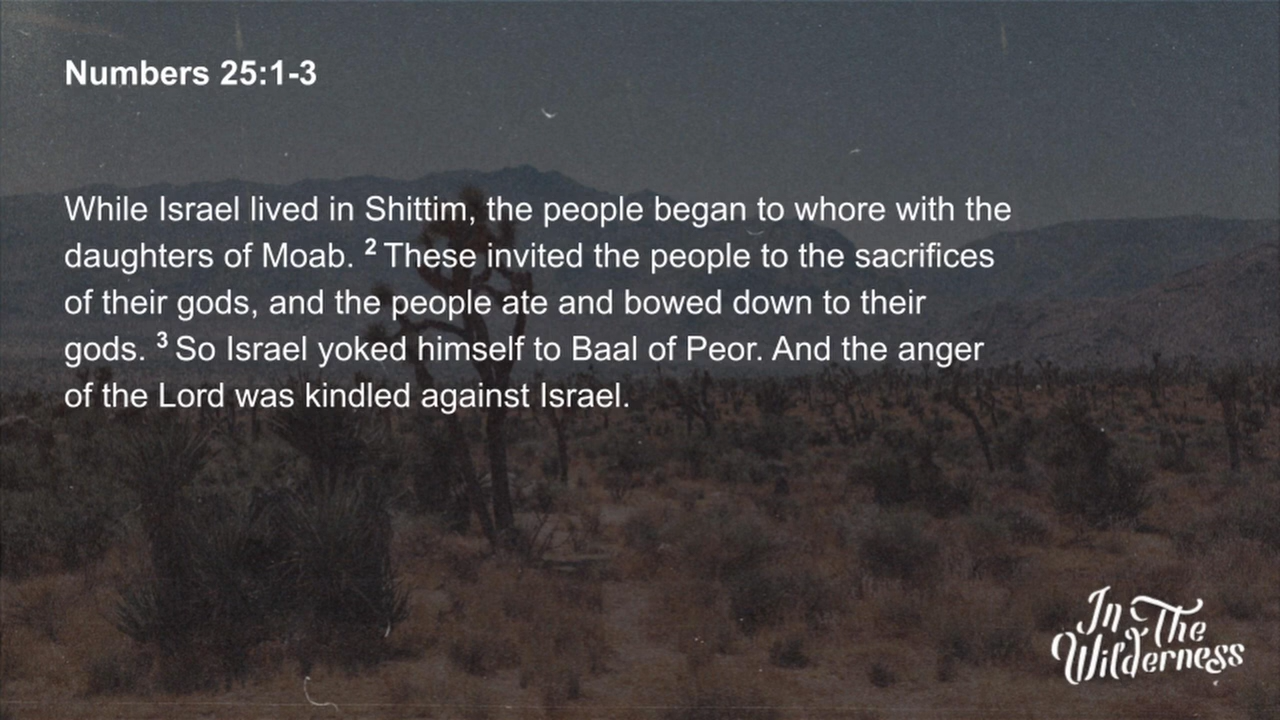 Numbers 25:1-3
While Israel lived in Shittim, the people began to whore with the
daughters of Moab. 2 These invited the people to the sacrifices
of their gods, and the people ate and bowed down to their
gods. 3 So Israel yoked himself to Baal of Peor. And the anger
of the Lord was kindled against Israel.
In The
Wilderness